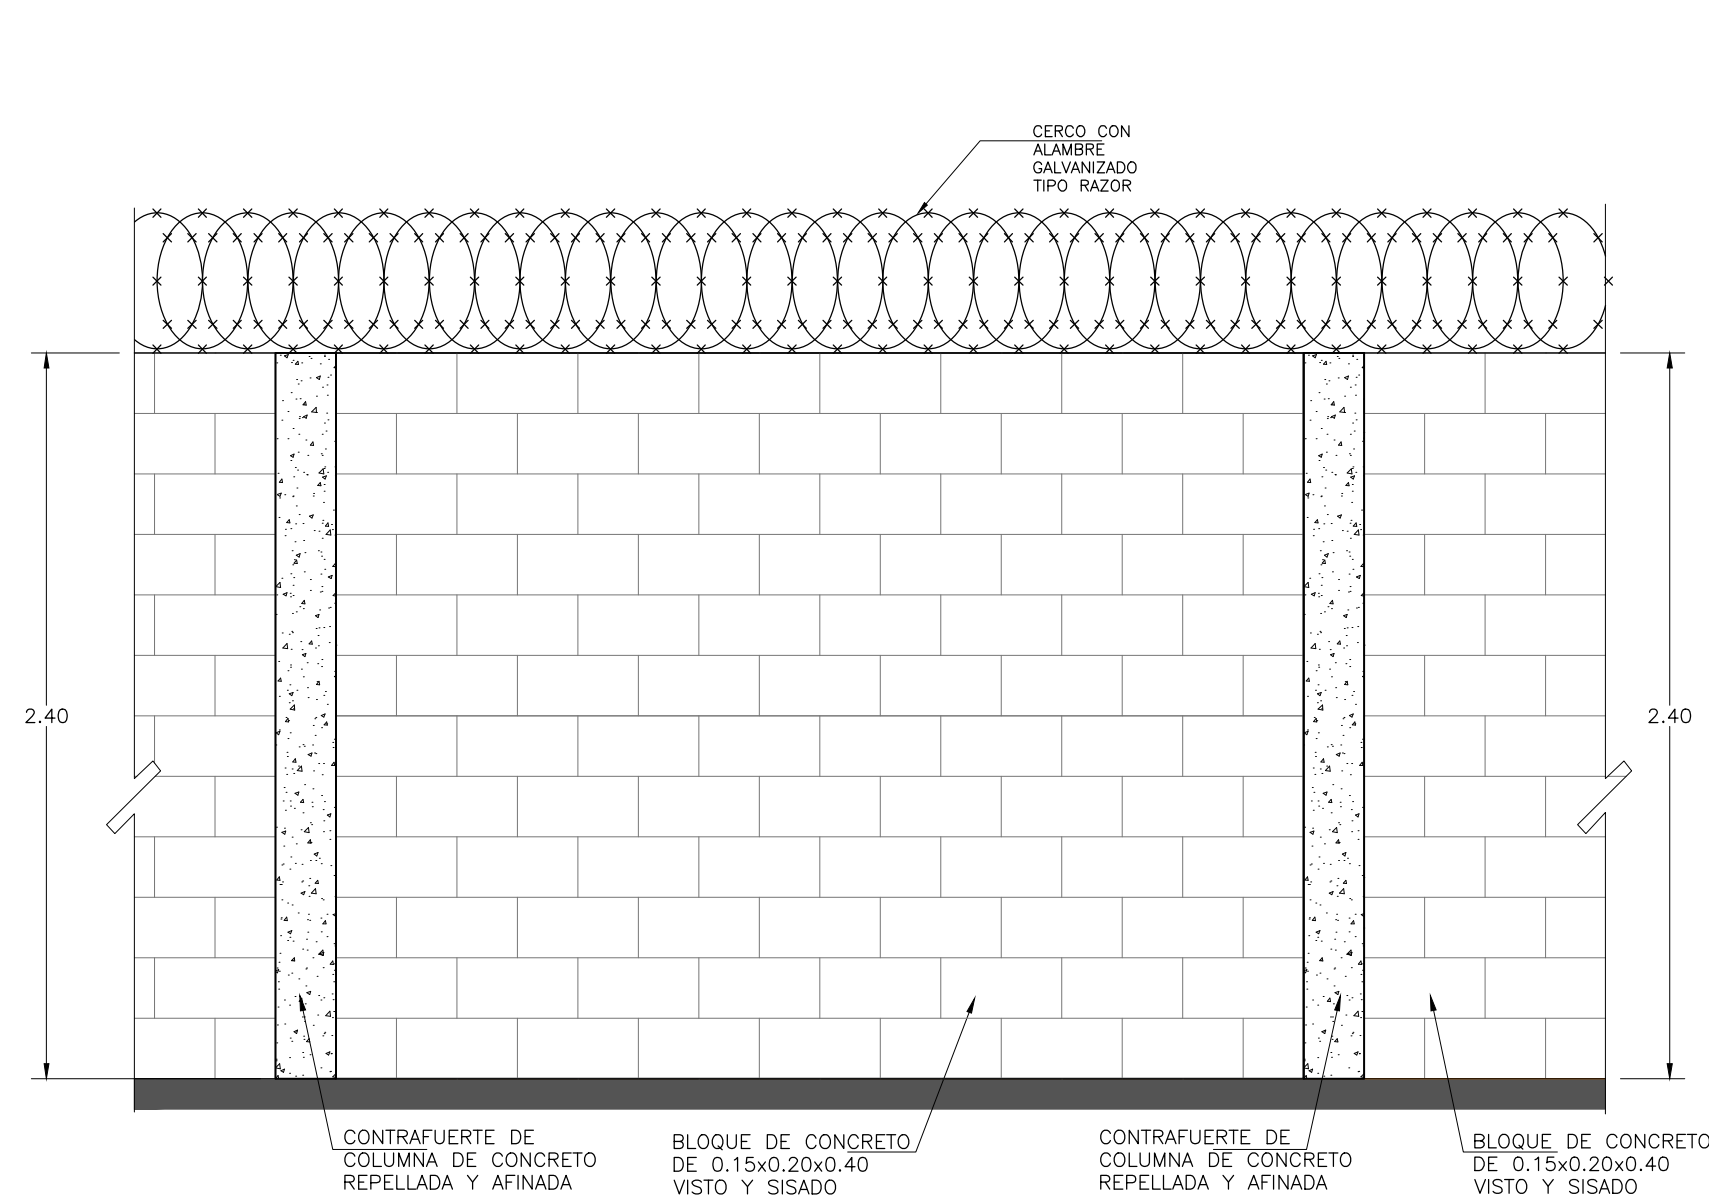 CERCO CON
ALAMBRE
GALVANIZADO
TIPO RAZOR
2.40
2.40
CONTRAFUERTE DE
COLUMNA DE CONCRETO
REPELLADA Y AFINADA
BLOQUE DE CONCRETO
DE 0.15x0.20x0.40
VISTO Y SISADO
CONTRAFUERTE DE
COLUMNA DE CONCRETO
REPELLADA Y AFINADA
BLOQUE DE CONCRETO
DE 0.15x0.20x0.40
VISTO Y SISADO